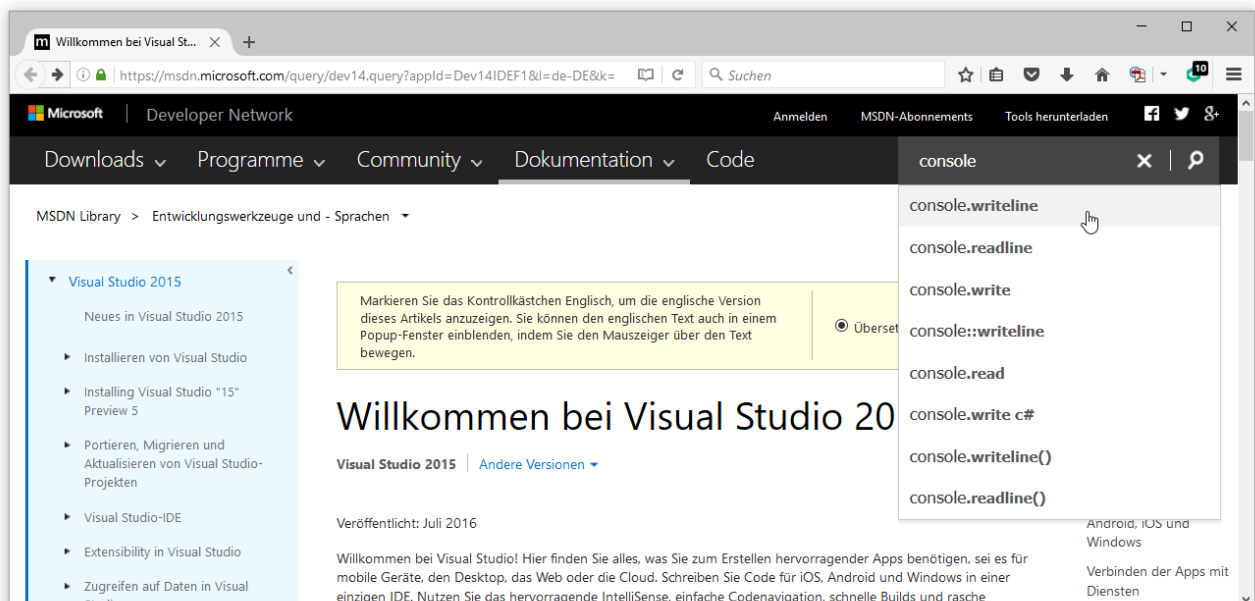 Willkommen bei Visual St...
https://msdn.microsoft.com/query/dev14.query?appId=Dev14IDEF1&l=de-DE&k=
Suchen
10
Microsoft
Developer Network
Anmelden
MSDN-Abonnements
Tools herunterladen
Downloads
Programme
Community
Dokumentation
Code
console
console.writeline
console.readline
console.write
console::writeline
console.read
console.write c#
console.writeline()
console.readline()
MSDN Library > Entwicklungswerkzeuge und - Sprachen
Visual Studio 2015
Neues in Visual Studio 2015
Installieren von Visual Studio
Installing Visual Studio "15"
Preview 5
Portieren, Migrieren und
Aktualisieren von Visual Studio-
Projekten
Visual Studio-IDE
Extensibility in Visual Studio
Zugreifen auf Daten in Visual
Markieren Sie das Kontrollkästchen Englisch, um die englische Version
dieses Artikels anzuzeigen. Sie können den englischen Text auch in einem
Popup-Fenster einblenden, indem Sie den Mauszeiger über den Text
bewegen.
Überset
Willkommen bei Visual Studio 20
Visual Studio 2015
Andere Versionen
Veröffentlicht: Juli 2016
Willkommen bei Visual Studio! Hier finden Sie alles, was Sie zum Erstellen hervorragender Apps benötigen, sei es für
mobile Geräte, den Desktop, das Web oder die Cloud. Schreiben Sie Code für iOS, Android und Windows in einer
einzigen IDE. Nutzen Sie das hervorragende IntelliSense, einfache Codenavigation, schnelle Builds und rasche
Android, iOS und
Windows
Verbinden der Apps mit
Diensten